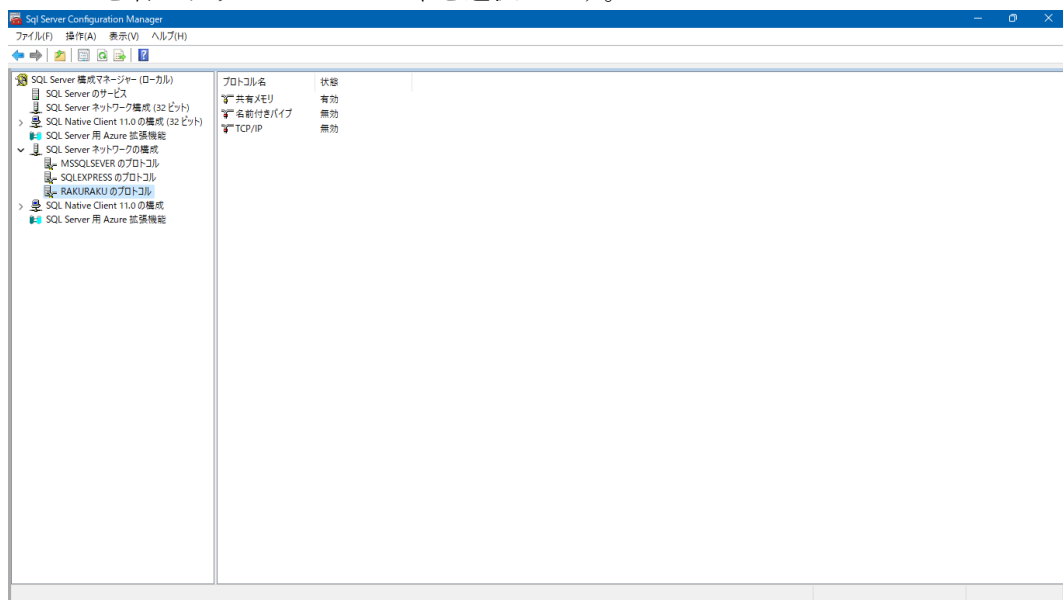 Sql Server Configuration Manager
ファイル(F) 操作(A) 表示(V) ヘルプ(H)
SQL Server 構成マネージャー (ローカル)
SQL Server のサービス
SQL Server ネットワーク構成 (32 ビット)
SQL Native Client 11.0 の構成 (32 ビット)
SQL Server 用 Azure 拡張機能
SQL Server ネットワークの構成
MSSQLSEVER のプロトコル
SQLEXPRESS のプロトコル
RAKURAKU のプロトコル
SQL Native Client 11.0 の構成
SQL Server 用 Azure 拡張機能
プロトコル名 状態
共有メモリ 有効
名前付きパイプ 無効
TCP/IP 無効